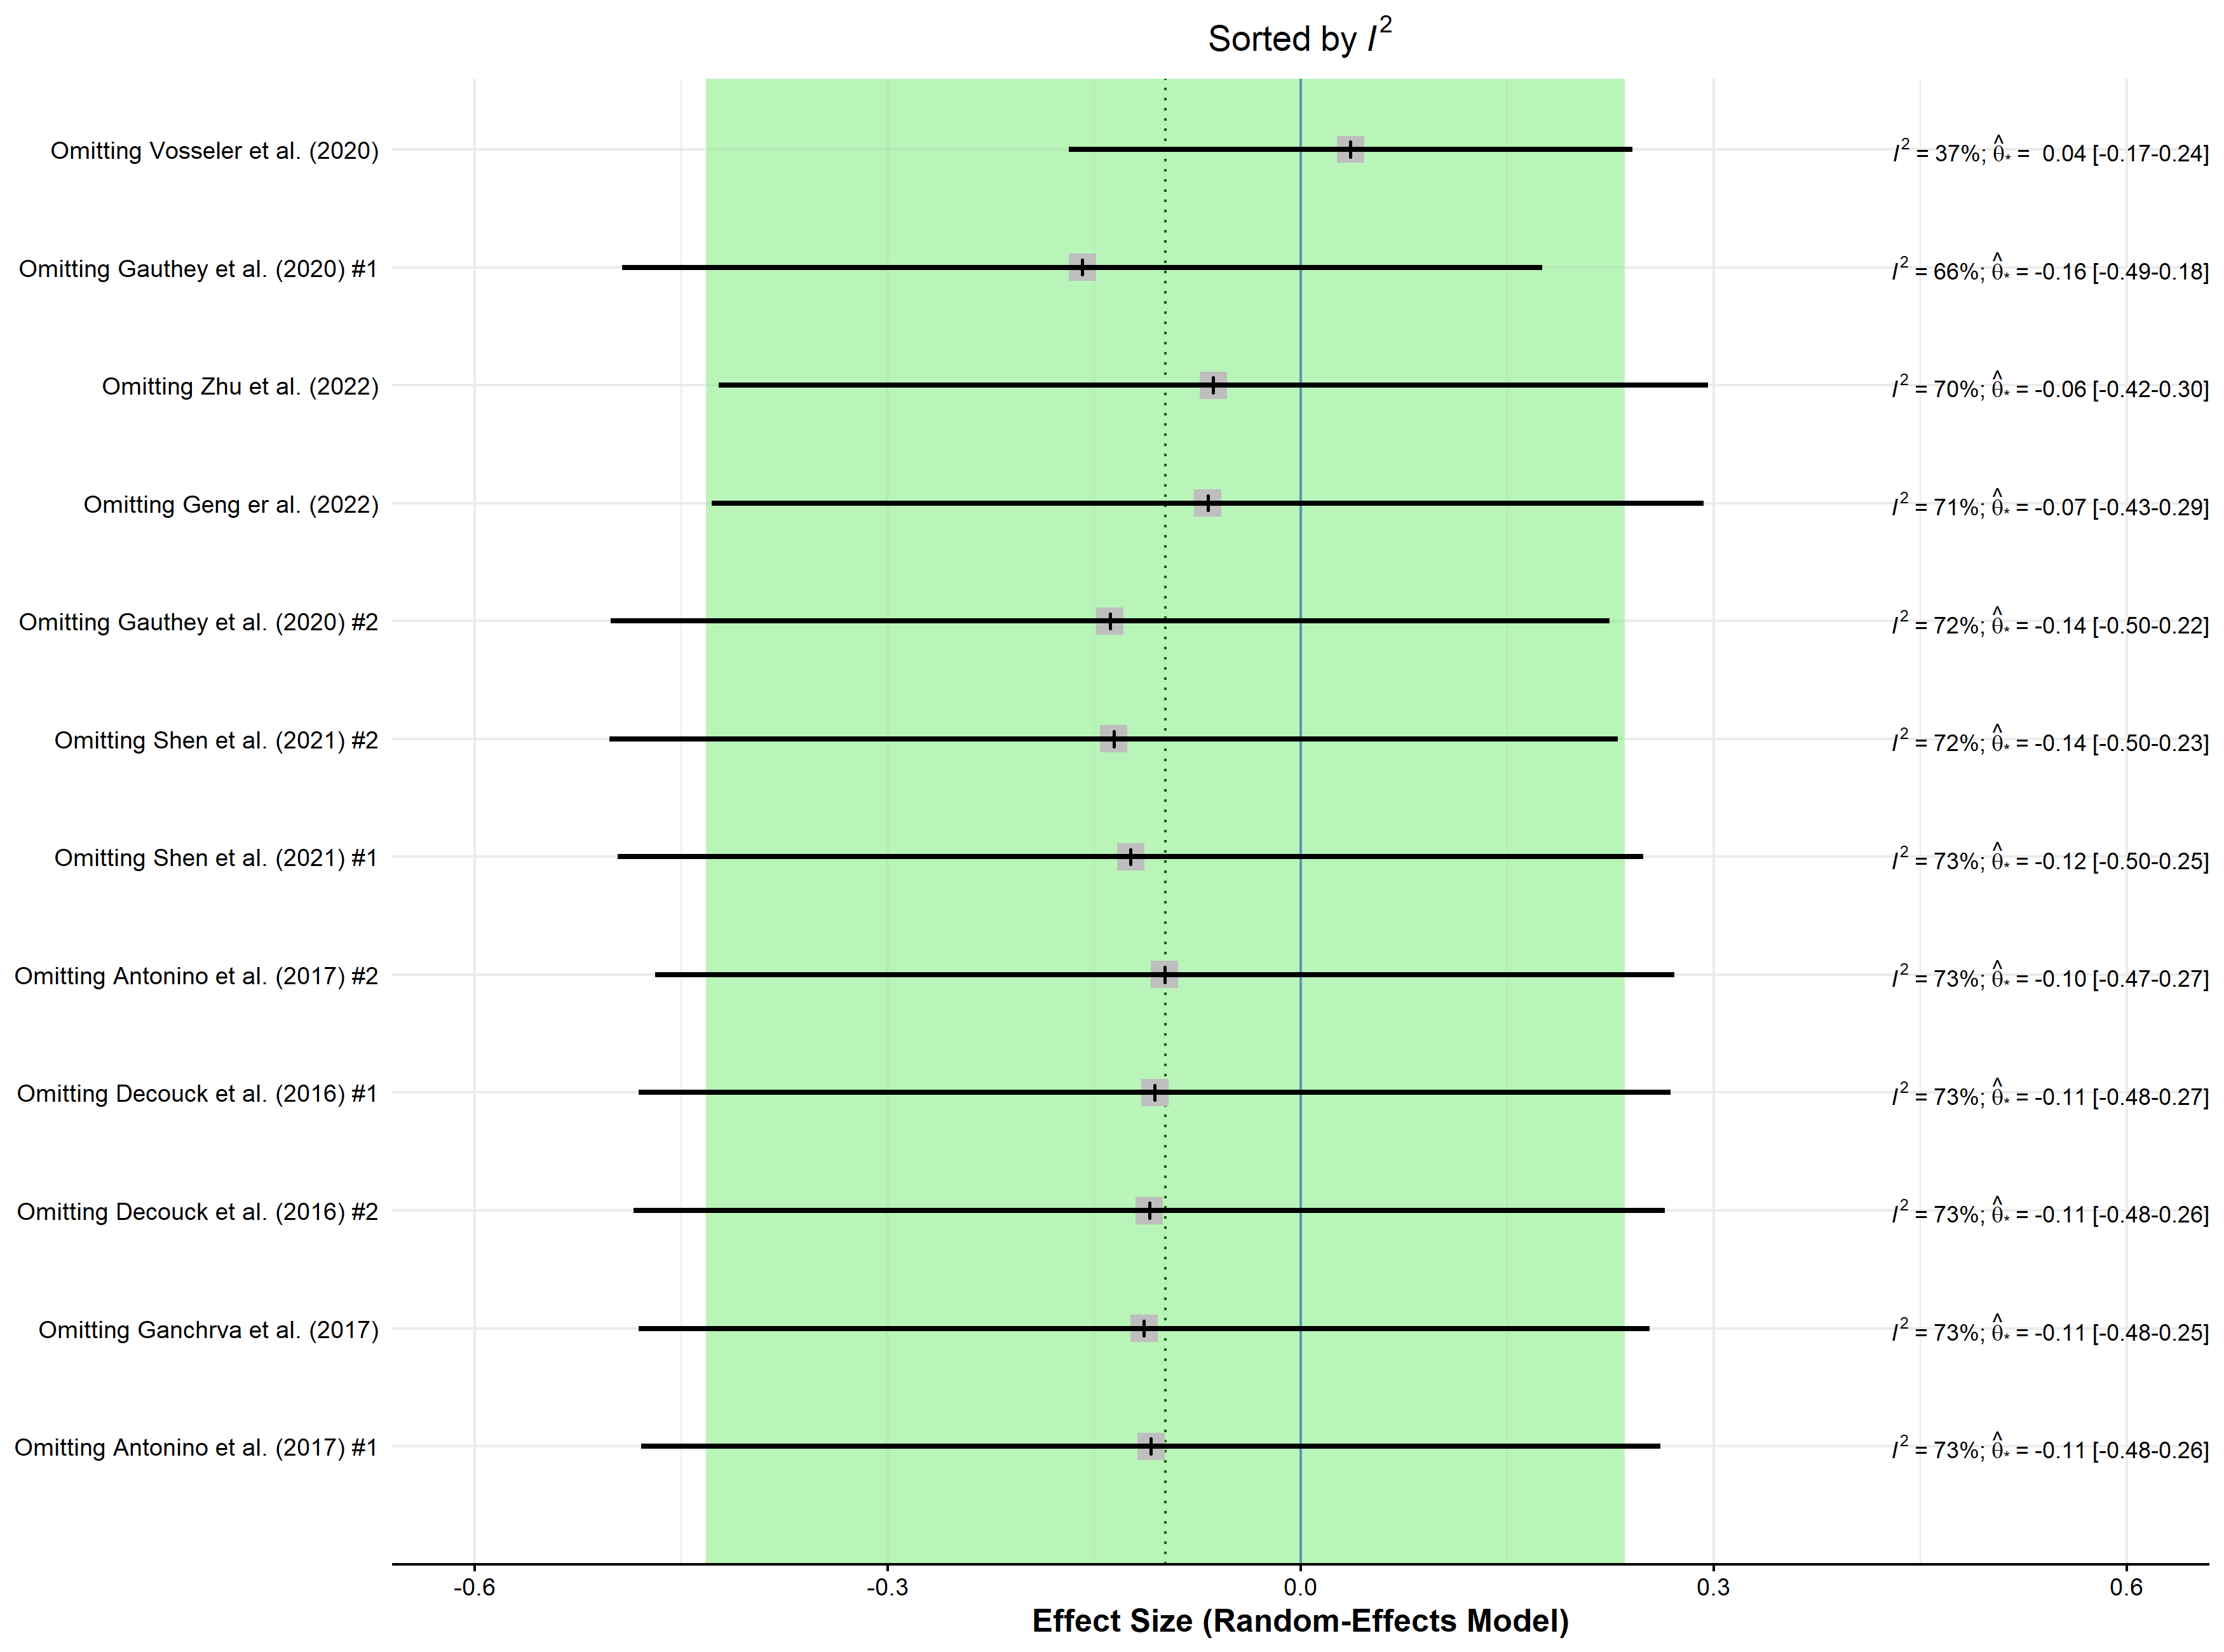 Sorted by I²
Omitting Vosseler et al. (2020) I² = 37%; θ̂* = 0.04 [-0.17-0.24]
Omitting Gauthey et al. (2020) #1 I² = 66%; θ̂* = -0.16 [-0.49-0.18]
Omitting Zhu et al. (2022) I² = 70%; θ̂* = -0.06 [-0.42-0.30]
Omitting Geng er al. (2022) I² = 71%; θ̂* = -0.07 [-0.43-0.29]
Omitting Gauthey et al. (2020) #2 I² = 72%; θ̂* = -0.14 [-0.50-0.22]
Omitting Shen et al. (2021) #2 I² = 72%; θ̂* = -0.14 [-0.50-0.23]
Omitting Shen et al. (2021) #1 I² = 73%; θ̂* = -0.12 [-0.50-0.25]
Omitting Antonino et al. (2017) #2 I² = 73%; θ̂* = -0.10 [-0.47-0.27]
Omitting Decouck et al. (2016) #1 I² = 73%; θ̂* = -0.11 [-0.48-0.27]
Omitting Decouck et al. (2016) #2 I² = 73%; θ̂* = -0.11 [-0.48-0.26]
Omitting Ganchrva et al. (2017) I² = 73%; θ̂* = -0.11 [-0.48-0.25]
Omitting Antonino et al. (2017) #1 I² = 73%; θ̂* = -0.11 [-0.48-0.26]
-0.6 -0.3 0.0 0.3 0.6
Effect Size (Random-Effects Model)